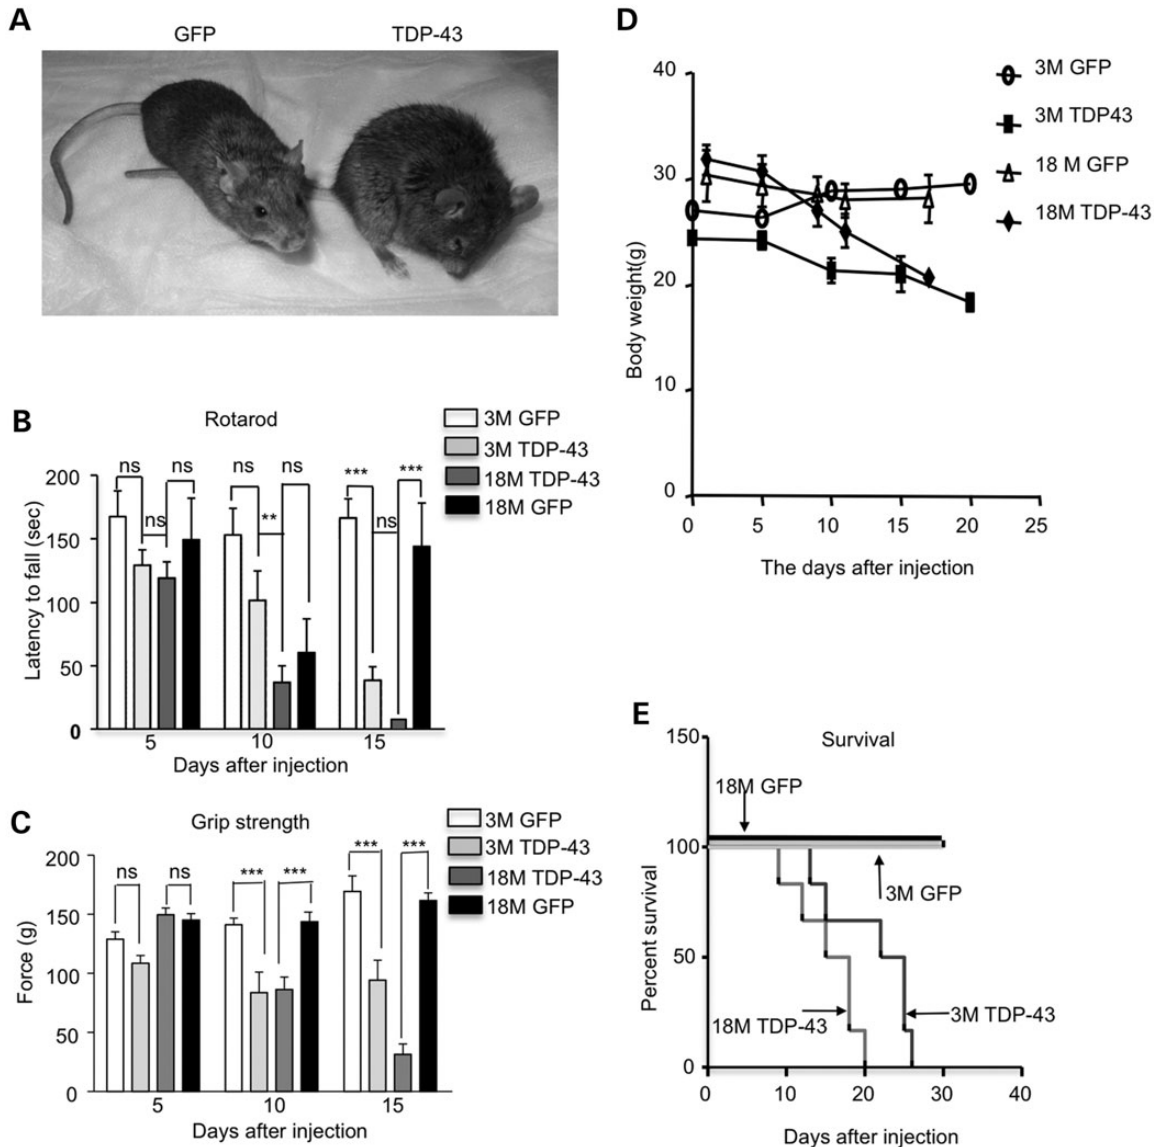 A
GFP TDP-43
B
Rotarod
3M GFP
3M TDP-43
18M TDP-43
18M GFP
Latency to fall (sec)
200
150
100
50
0
ns ns ns ns *** ***
ns ** ns
5 10 15
Days after injection
C
Grip strength
3M GFP
3M TDP-43
18M TDP-43
18M GFP
Force (g)
200
150
100
50
0
ns ns *** *** *** ***
5 10 15
Days after injection
D
3M GFP
3M TDP43
18 M GFP
18M TDP-43
Body weight(g)
40
30
20
10
0
0 5 10 15 20 25
The days after injection
E
Survival
18M GFP
3M GFP
18M TDP-43
3M TDP-43
Percent survival
150
100
50
0
0 10 20 30 40
Days after injection